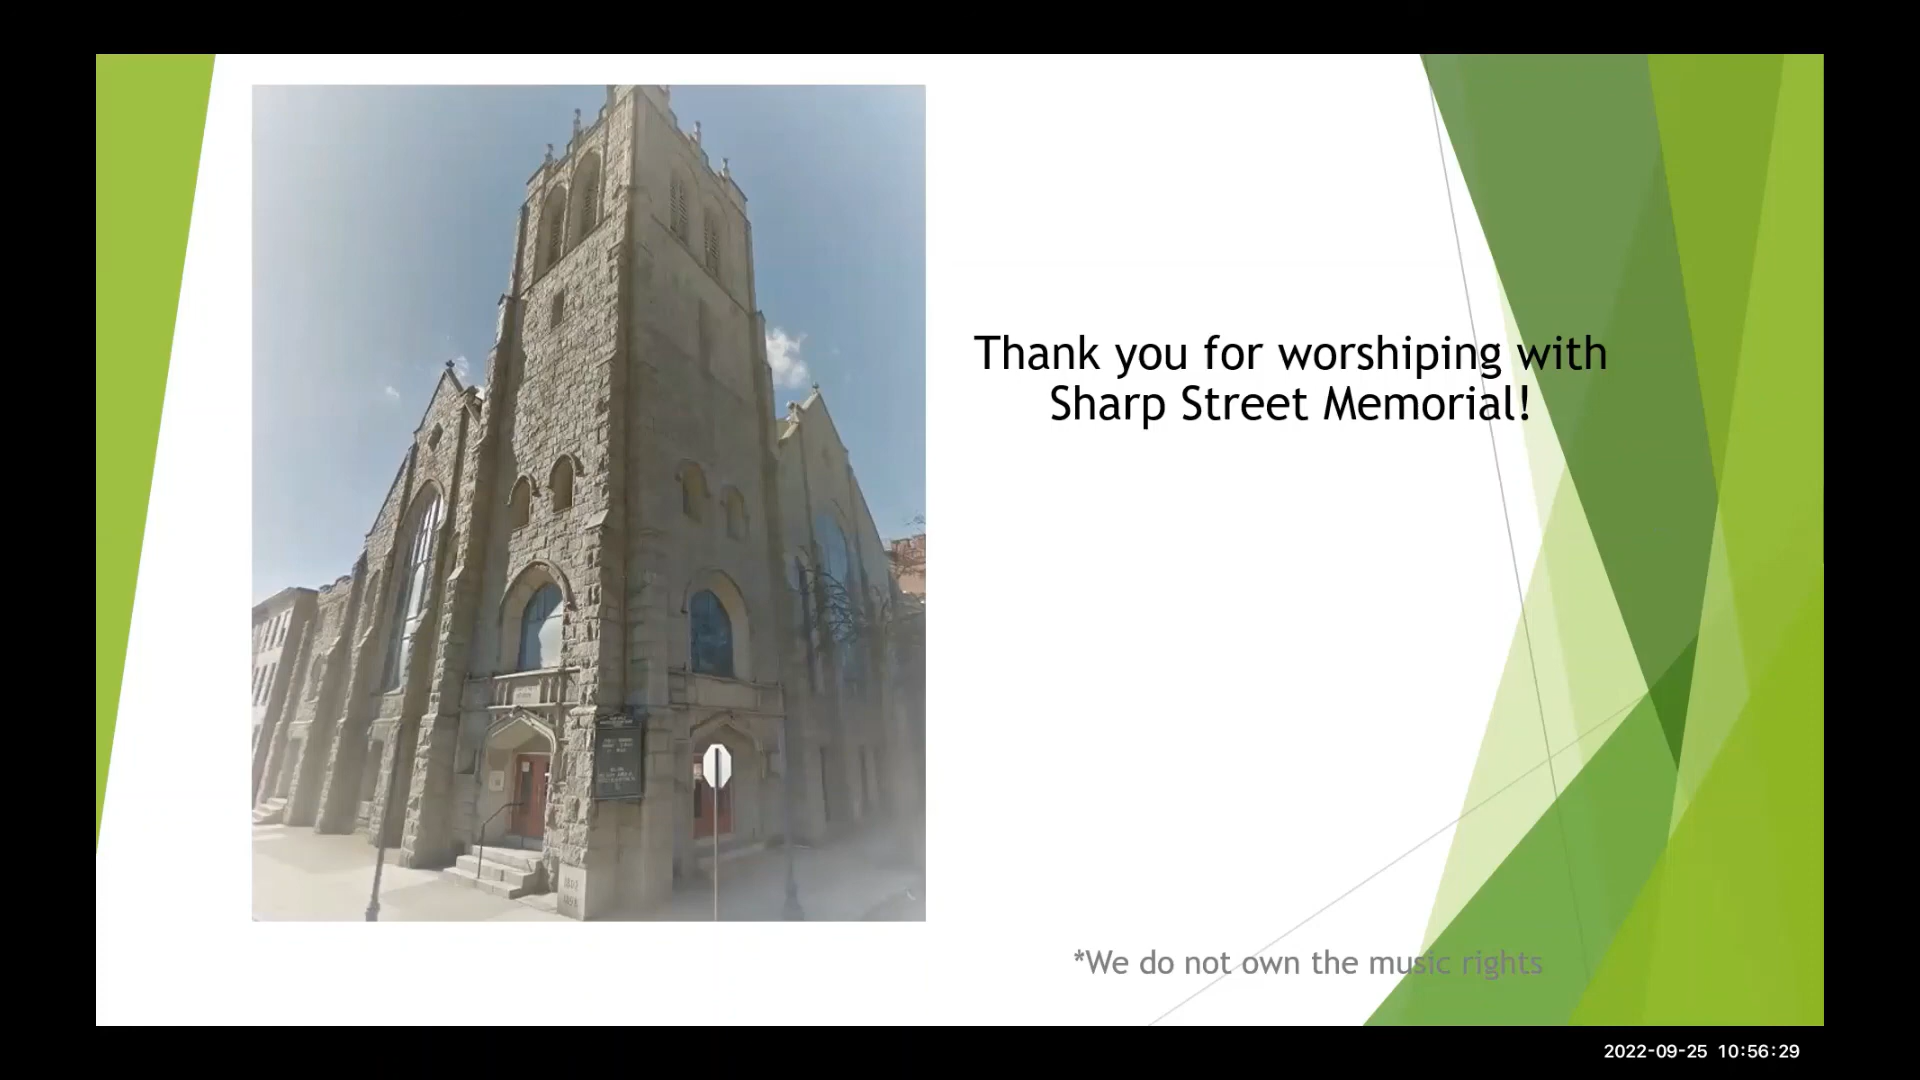 Thank you for worshiping with
Sharp Street Memorial!
*We do not own the music rights
2022-09-25 10:56:29